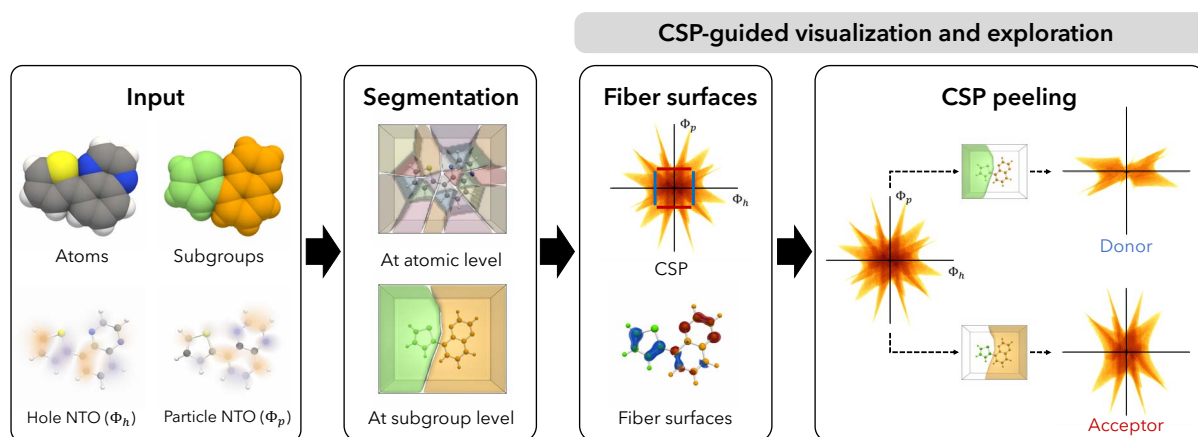 CSP-guided visualization and exploration
Input
Atoms
Subgroups
Hole NTO (Φh)
Particle NTO (Φp)
Segmentation
At atomic level
At subgroup level
Fiber surfaces
Φp
Φh
CSP
Fiber surfaces
CSP peeling
Φp
Φh
Donor
Acceptor